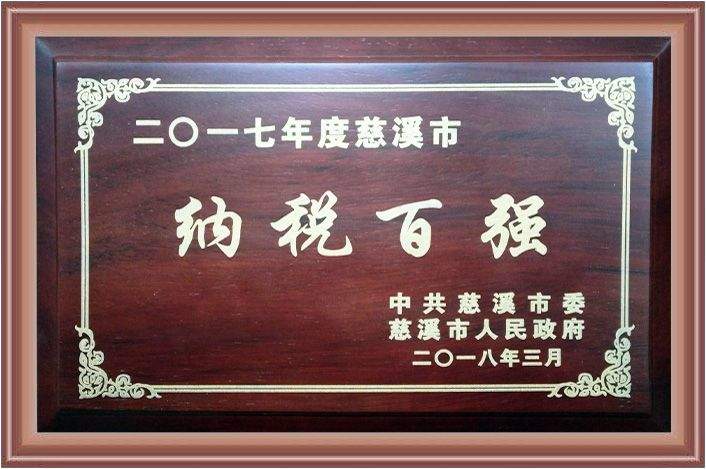 二〇一七年度慈溪市
纳税百强
中共慈溪市委
慈溪市人民政府
二〇一八年三月